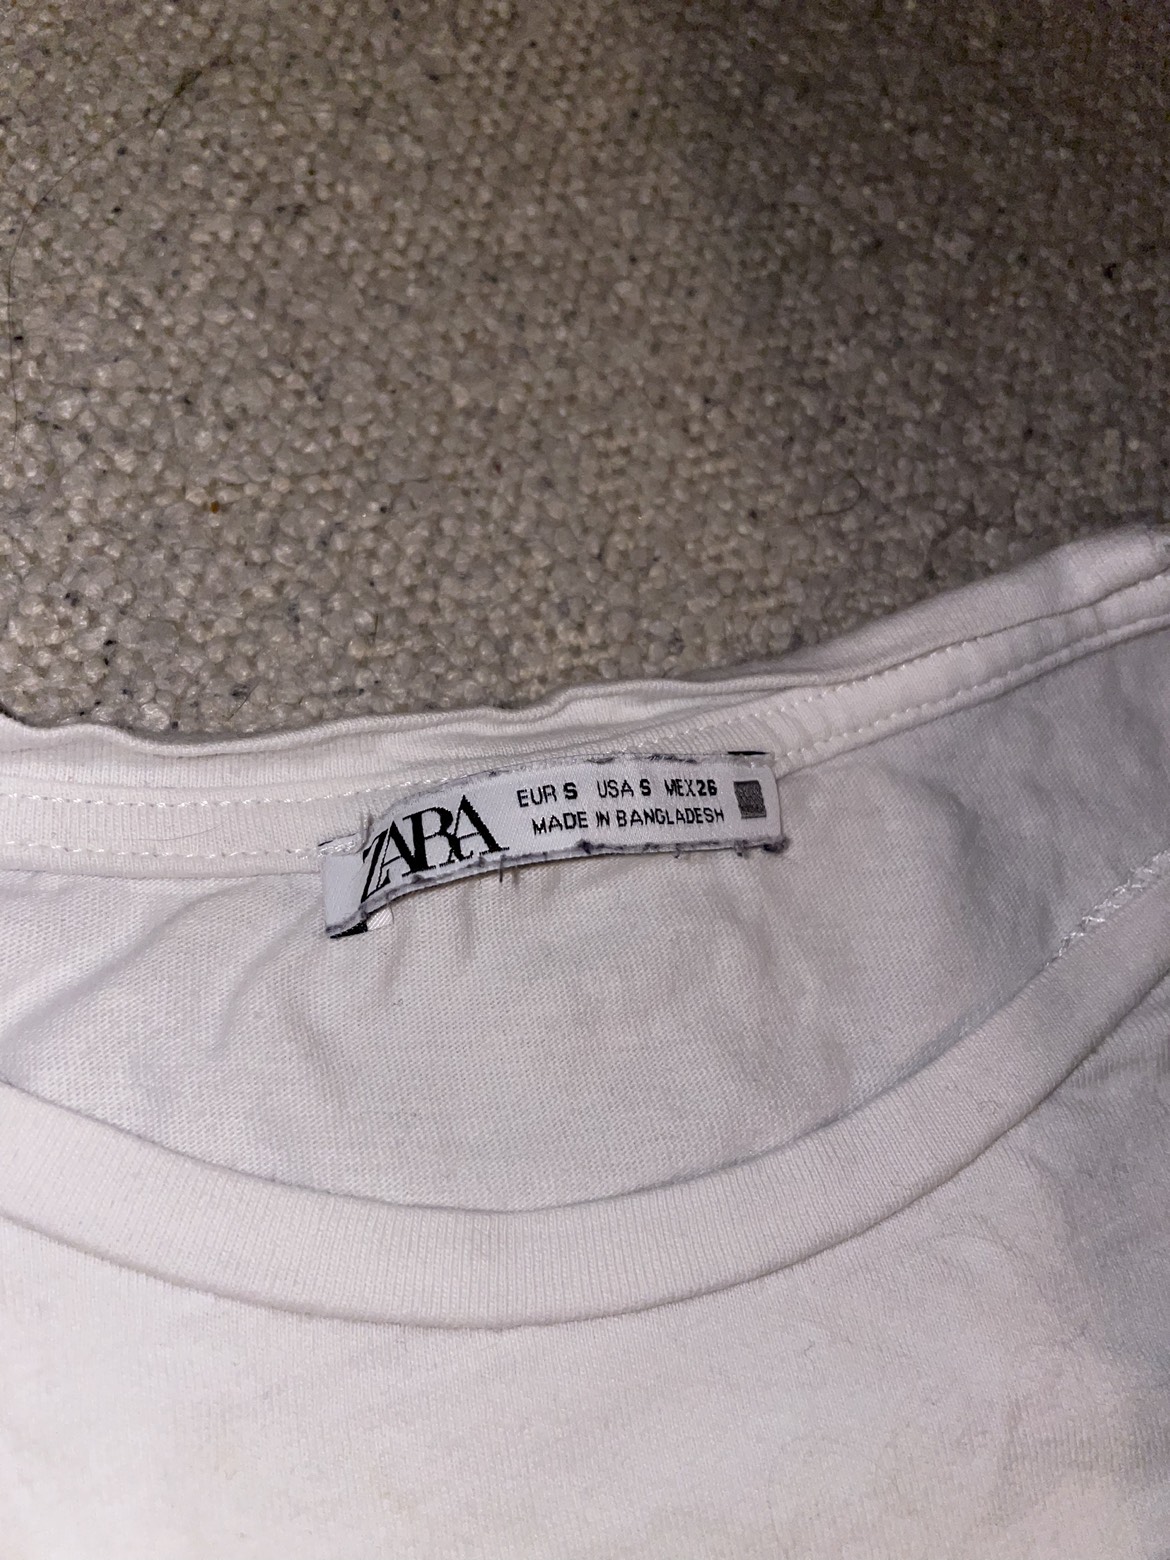 ZARA
EUR S USA S MEX 26
MADE IN BANGLADESH